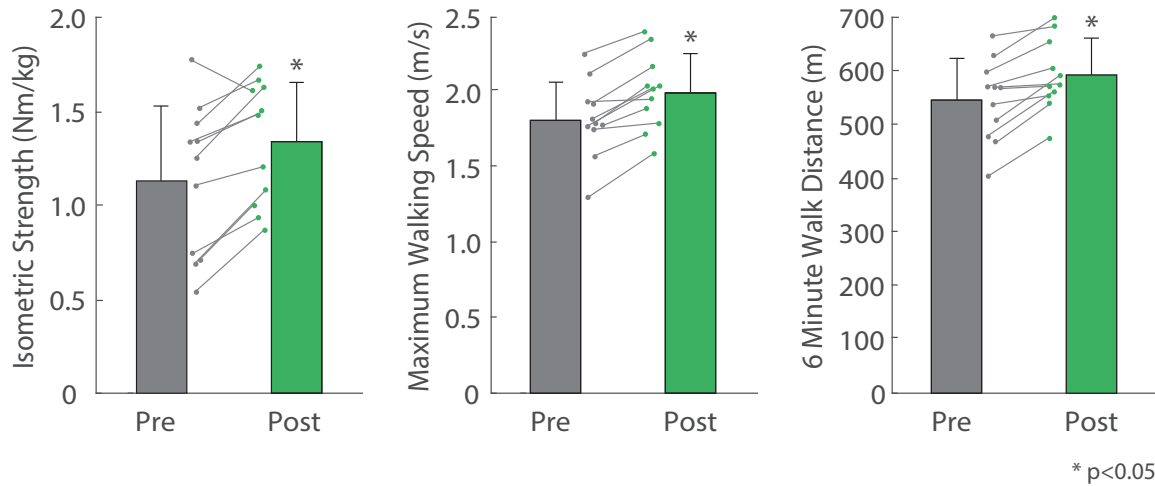 Isometric Strength (Nm/kg)
2.0
1.5
1.0
0.5
0
*
Pre
Post
Maximum Walking Speed (m/s)
2.5
2.0
1.5
1.0
0.5
0
*
Pre
Post
6 Minute Walk Distance (m)
700
600
500
400
300
200
100
0
*
Pre
Post
* p<0.05